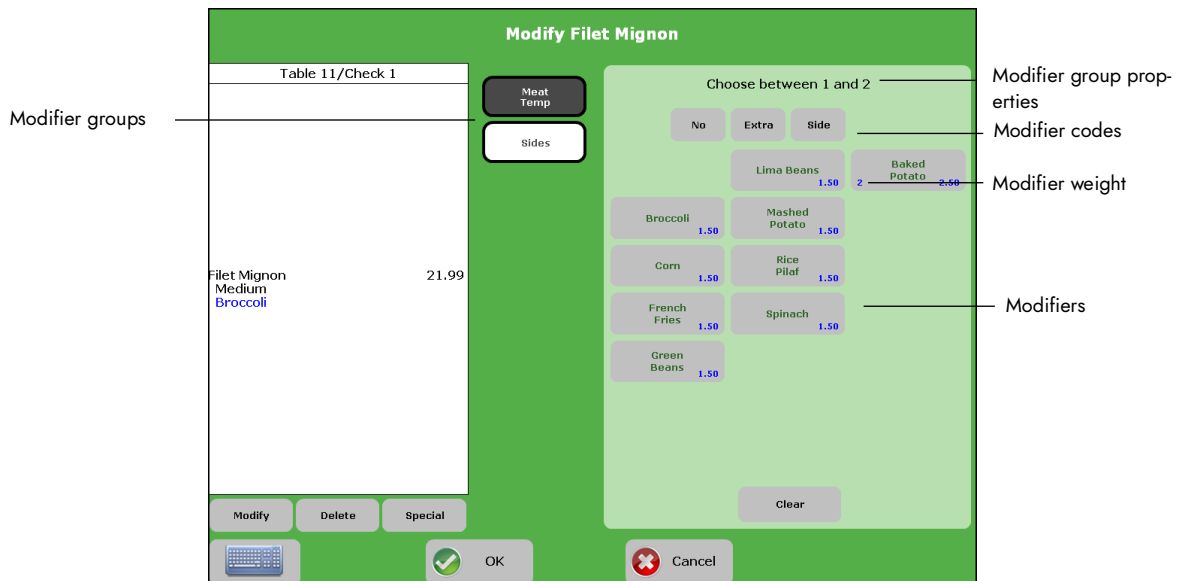 Modify Filet Mignon
Table 11/Check 1
Modifier groups
Meat
Temp
Sides
Filet Mignon 21.99
Medium
Broccoli
Choose between 1 and 2
No Extra Side
Lima Beans
1.50
Baked
Potato
2 2.50
Broccoli
1.50
Mashed
Potato
1.50
Corn
1.50
Rice
Pilaf
1.50
French
Fries
1.50
Spinach
1.50
Green
Beans
1.50
Clear
Modifier group prop-
erties
Modifier codes
Modifier weight
Modifiers
Modify Delete Special
OK Cancel